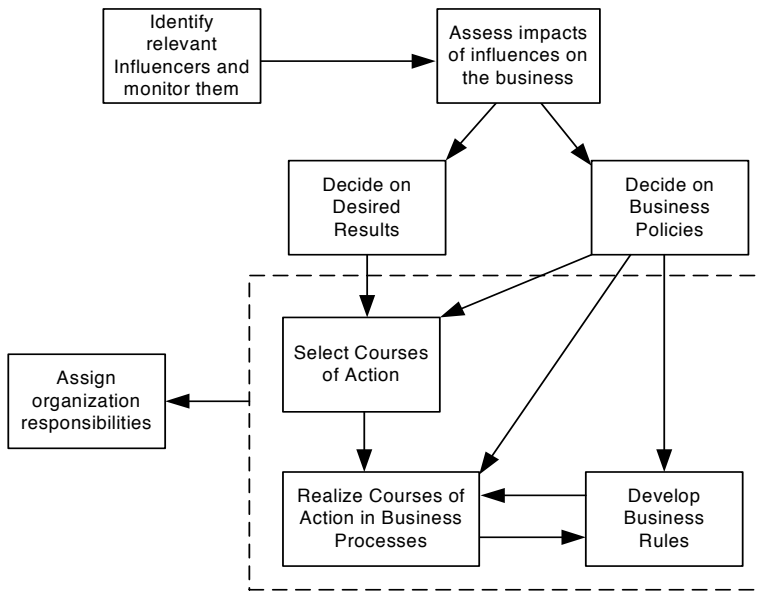 Identify
relevant
Influencers and
monitor them
Assess impacts
of influences on
the business
Decide on
Desired
Results
Decide on
Business
Policies
Select Courses
of Action
Assign
organization
responsibilities
Realize Courses of
Action in Business
Processes
Develop
Business
Rules